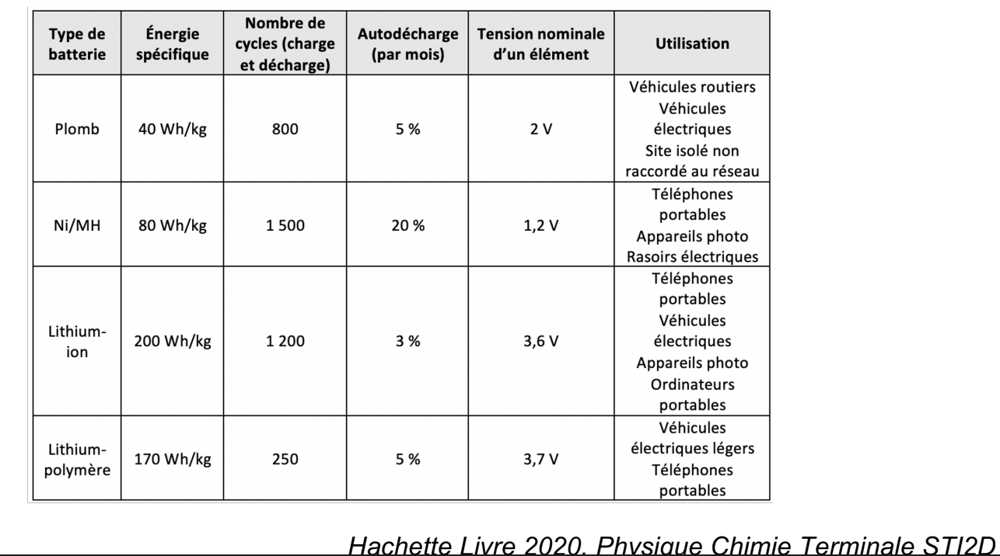 Type de
batterie
Énergie
spécifique
Nombre de
cycles (charge
et décharge)
Autodécharge
(par mois)
Tension nominale
d'un élément
Utilisation
Plomb
40 Wh/kg
800
5 %
2 V
Véhicules routiers
Véhicules
électriques
Site isolé non
raccordé au réseau
Ni/MH
80 Wh/kg
1 500
20 %
1,2 V
Téléphones
portables
Appareils photo
Rasoirs électriques
Lithium-
ion
200 Wh/kg
1 200
3 %
3,6 V
Téléphones
portables
Véhicules
électriques
Appareils photo
Ordinateurs
portables
Lithium-
polymère
170 Wh/kg
250
5 %
3,7 V
Véhicules
électriques légers
Téléphones
portables
Hachette Livre 2020. Physique Chimie Terminale STI2D